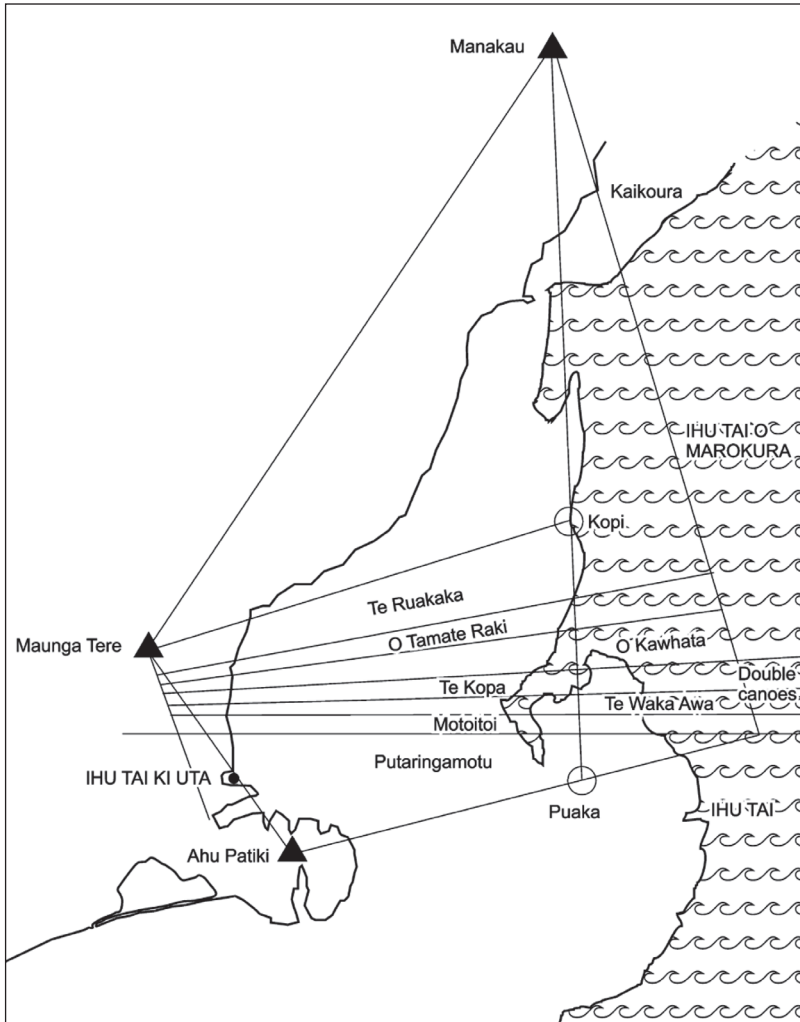 Manakau
Kaikoura
IHU TAI O
MAROKURA
Kopi
Te Ruakaka
O Tamate Raki
O Kawhata
Maunga Tere
Double
canoes
Te Kopa
Te Waka Awa
Motoitoi
Putaringamotu
IHU TAI KI UTA
Puaka
IHU TAI
Ahu Patiki